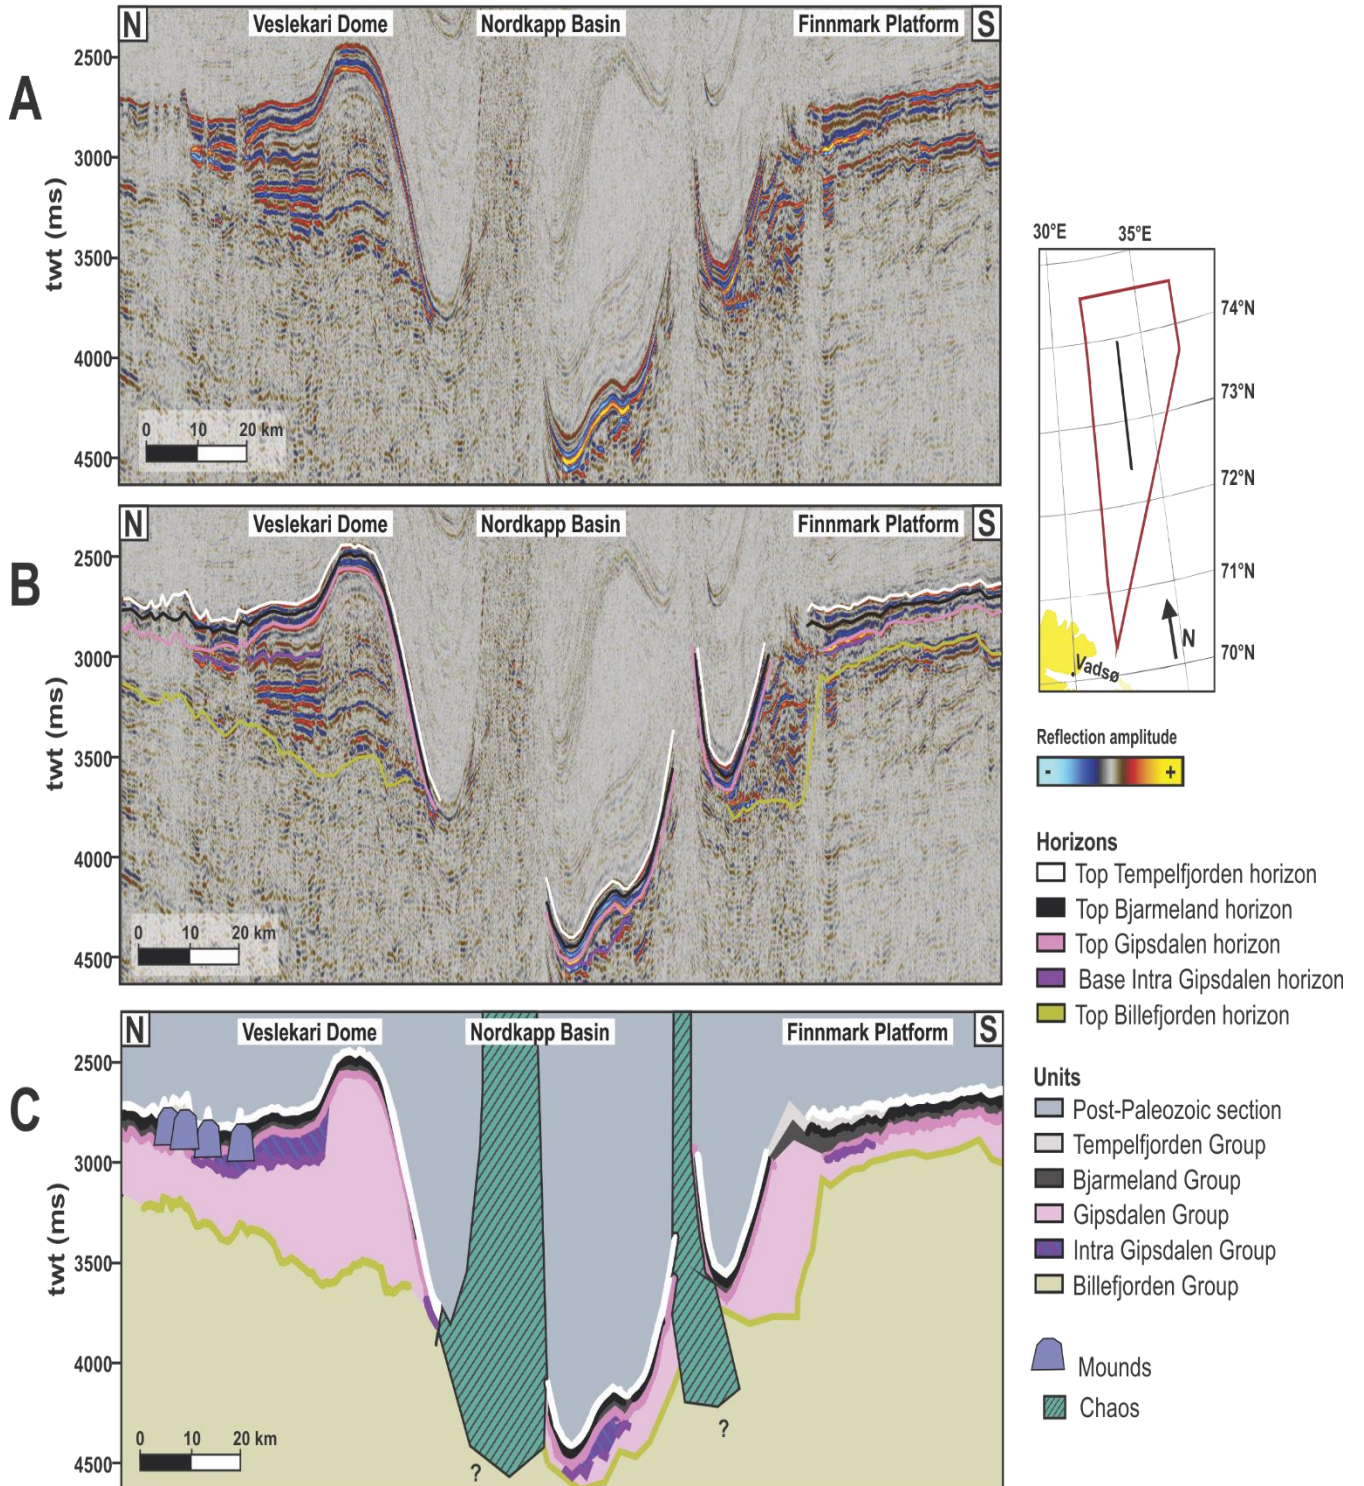 N Veslekari Dome Nordkapp Basin Finnmark Platform S
A
twt (ms)
2500
3000
3500
4000
4500
0 10 20 km
N Veslekari Dome Nordkapp Basin Finnmark Platform S
B
twt (ms)
2500
3000
3500
4000
4500
0 10 20 km
N Veslekari Dome Nordkapp Basin Finnmark Platform S
C
twt (ms)
2500
3000
3500
4000
4500
0 10 20 km
?
?
30°E 35°E
74°N
73°N
72°N
71°N
70°N
N
Vadsø
Reflection amplitude
- +
Horizons
Top Tempelfjorden horizon
Top Bjarmeland horizon
Top Gipsdalen horizon
Base Intra Gipsdalen horizon
Top Billefjorden horizon
Units
Post-Paleozoic section
Tempelfjorden Group
Bjarmeland Group
Gipsdalen Group
Intra Gipsdalen Group
Billefjorden Group
Mounds
Chaos